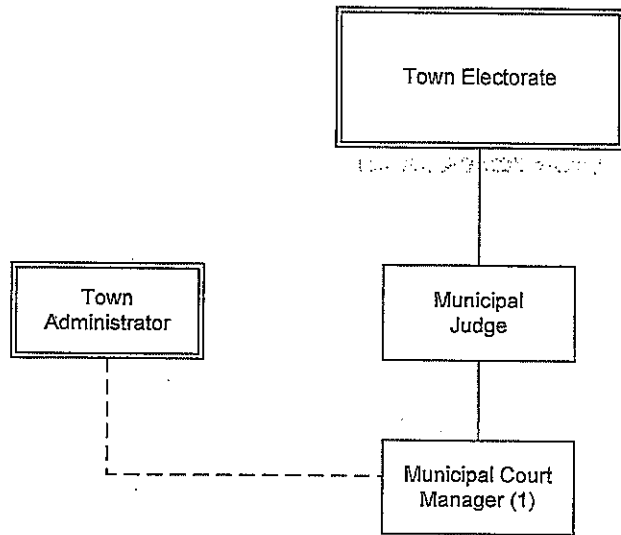 Town Electorate
Town
Administrator
Municipal
Judge
Municipal Court
Manager (1)